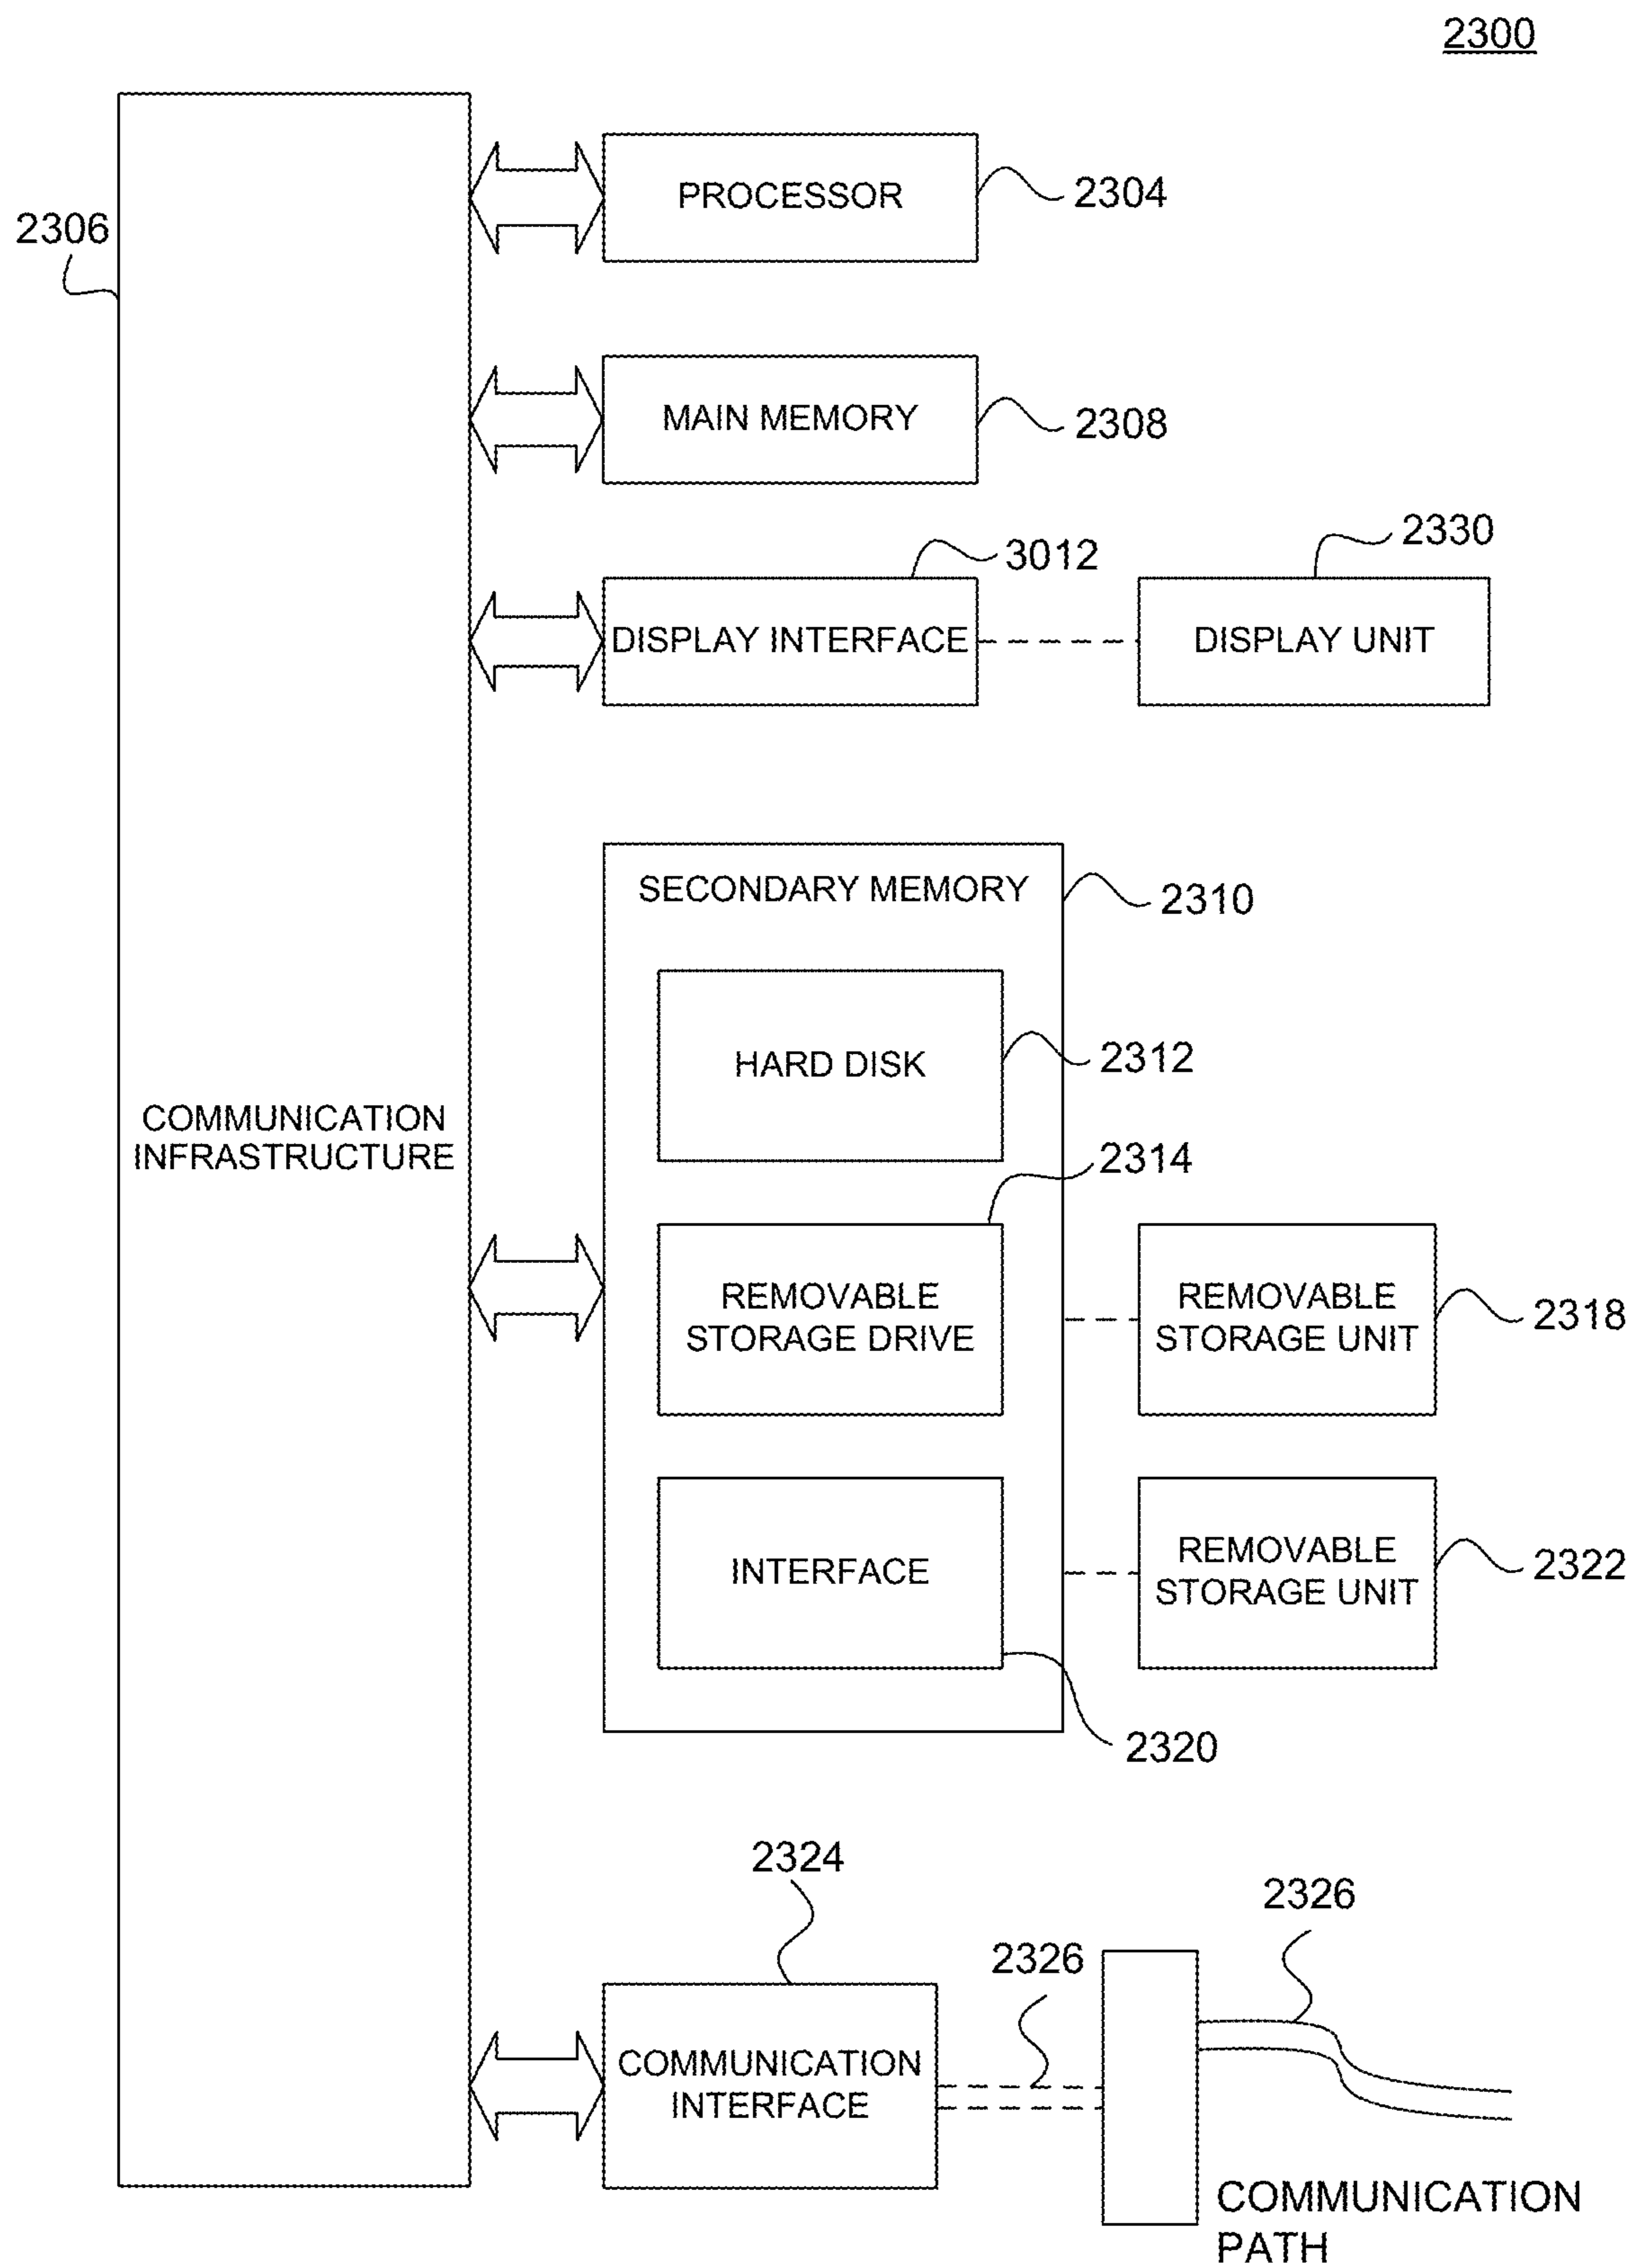 2300
PROCESSOR
2304
2306
MAIN MEMORY
2308
3012
2330
DISPLAY INTERFACE
DISPLAY UNIT
SECONDARY MEMORY
2310
HARD DISK
2312
COMMUNICATION
INFRASTRUCTURE
2314
REMOVABLE
STORAGE DRIVE
REMOVABLE
STORAGE UNIT
2318
INTERFACE
REMOVABLE
STORAGE UNIT
2322
2320
2324
2326
2326
COMMUNICATION
INTERFACE
COMMUNICATION
PATH